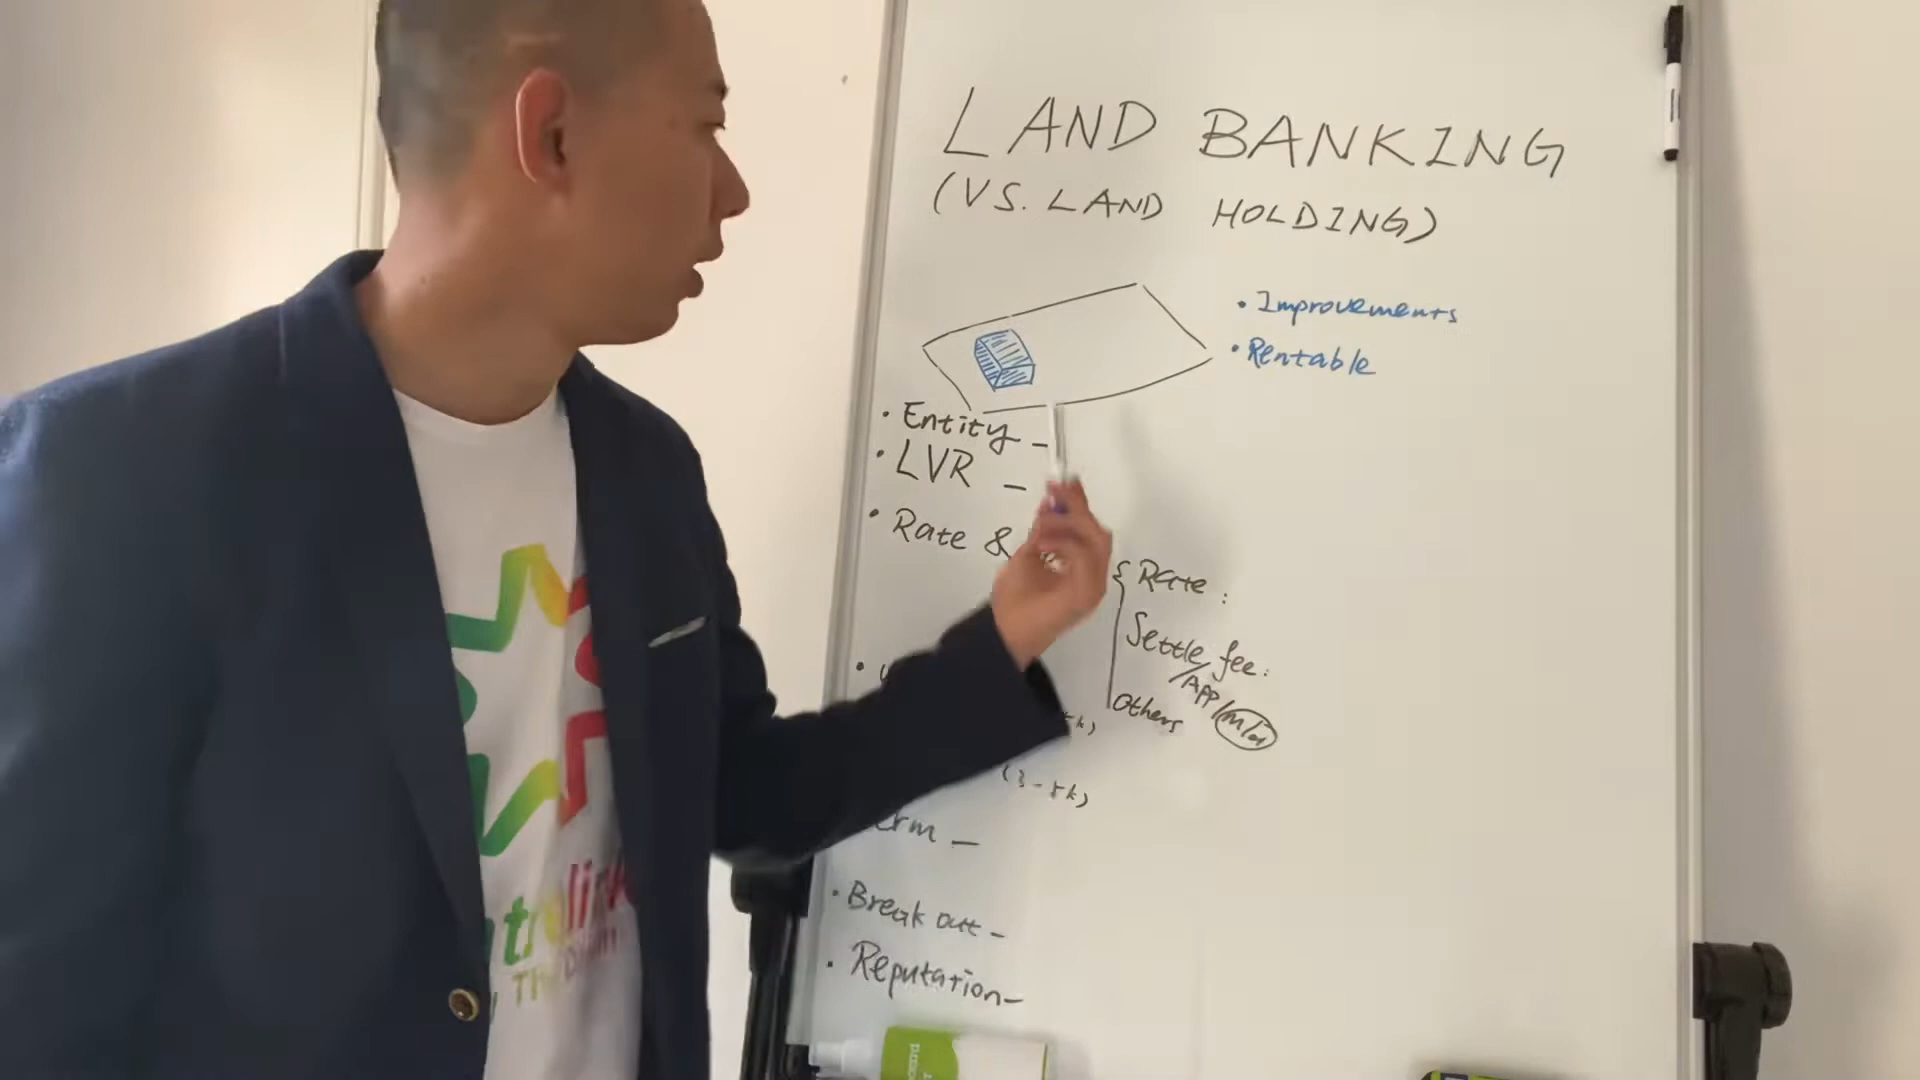 LAND BANKING
(VS. LAND HOLDING)
• Improvements
• Rentable
• Entity –
• LVR –
• Rate &
Rate :
Settle fee:
/APP/
Others
(3-5k)
erm –
• Break out –
• Reputation –